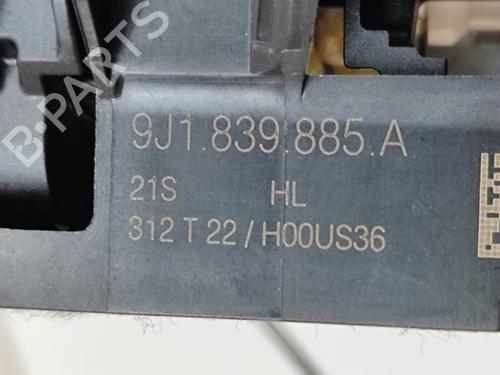 B-PARTS
9J1.839.885.A
21S HL
312 T 22 / H00US36